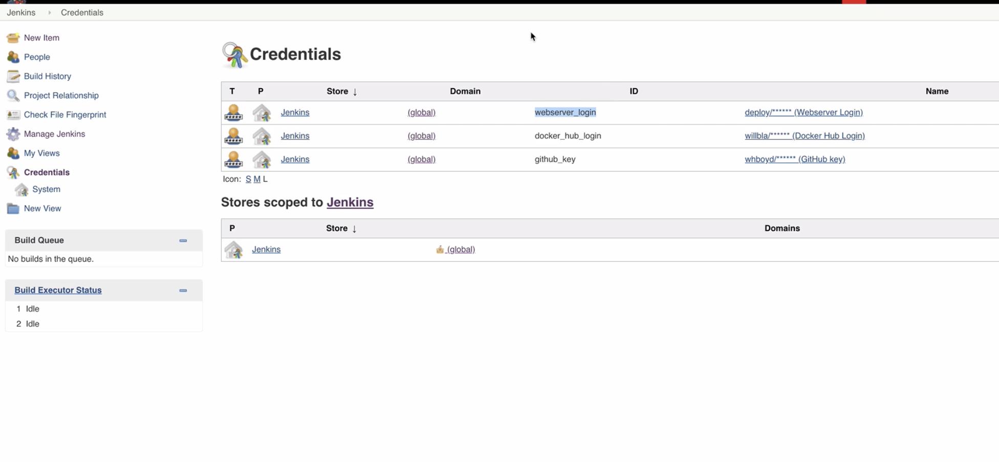 Jenkins Credentials
New Item
People
Build History
Project Relationship
Check File Fingerprint
Manage Jenkins
My Views
Credentials
System
New View
Build Queue
No builds in the queue.
Build Executor Status
1 Idle
2 Idle
Credentials
T P Store ↓ Domain ID Name
Jenkins (global) webserver_login deploy/****** (Webserver Login)
Jenkins (global) docker_hub_login willbla/****** (Docker Hub Login)
Jenkins (global) github_key whboyd/****** (GitHub key)
Icon: S M L
Stores scoped to Jenkins
P Store ↓ Domains
Jenkins (global)